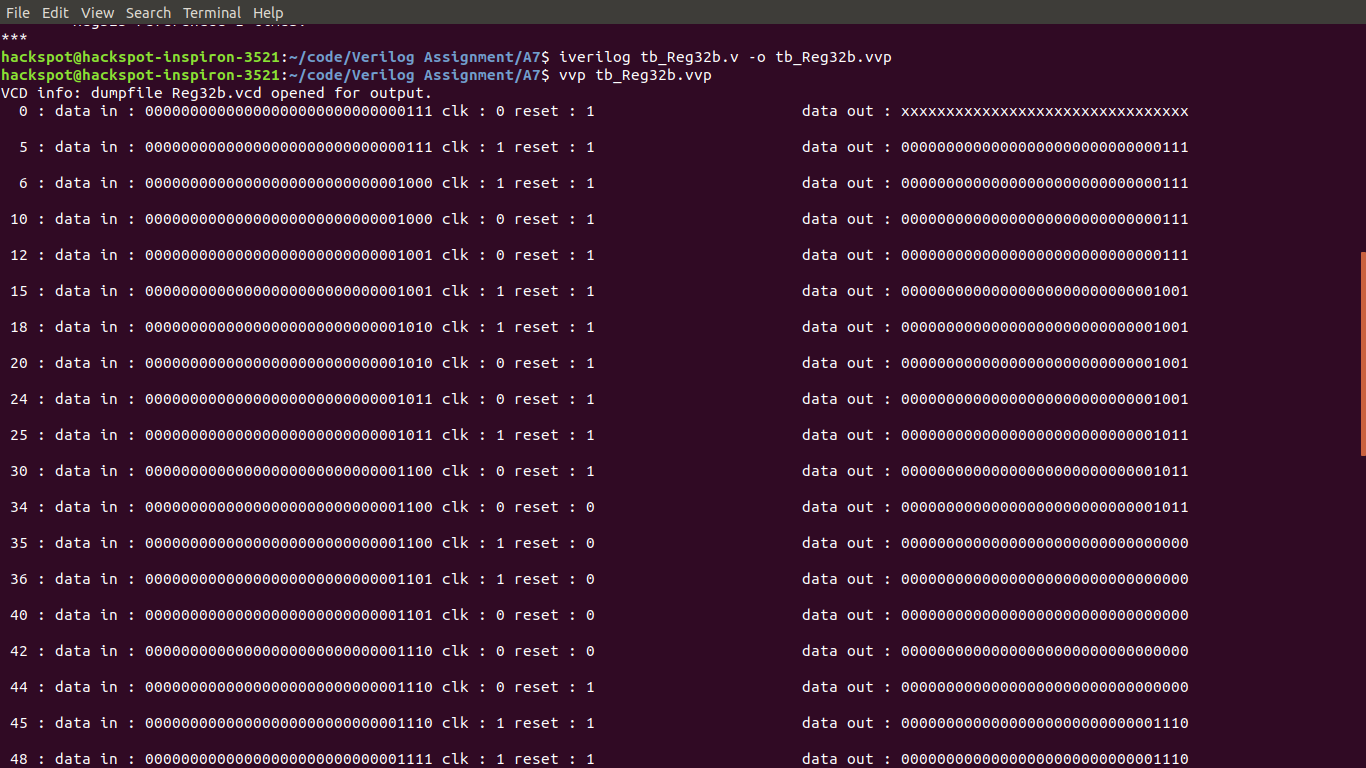 File Edit View Search Terminal Help
***
hackspot@hackspot-inspiron-3521:~/code/Verilog Assignment/A7$ iverilog tb_Reg32b.v -o tb_Reg32b.vvp
hackspot@hackspot-inspiron-3521:~/code/Verilog Assignment/A7$ vvp tb_Reg32b.vvp
VCD info: dumpfile Reg32b.vcd opened for output.
0 : data in : 00000000000000000000000000000111 clk : 0 reset : 1 data out : xxxxxxxxxxxxxxxxxxxxxxxxxxxxxxxx
5 : data in : 00000000000000000000000000000111 clk : 1 reset : 1 data out : 00000000000000000000000000000111
6 : data in : 00000000000000000000000000001000 clk : 1 reset : 1 data out : 00000000000000000000000000000111
10 : data in : 00000000000000000000000000001000 clk : 0 reset : 1 data out : 00000000000000000000000000000111
12 : data in : 00000000000000000000000000001001 clk : 0 reset : 1 data out : 00000000000000000000000000000111
15 : data in : 00000000000000000000000000001001 clk : 1 reset : 1 data out : 00000000000000000000000000001001
18 : data in : 00000000000000000000000000001010 clk : 1 reset : 1 data out : 00000000000000000000000000001001
20 : data in : 00000000000000000000000000001010 clk : 0 reset : 1 data out : 00000000000000000000000000001001
24 : data in : 00000000000000000000000000001011 clk : 0 reset : 1 data out : 00000000000000000000000000001001
25 : data in : 00000000000000000000000000001011 clk : 1 reset : 1 data out : 00000000000000000000000000001011
30 : data in : 00000000000000000000000000001100 clk : 0 reset : 1 data out : 00000000000000000000000000001011
34 : data in : 00000000000000000000000000001100 clk : 0 reset : 0 data out : 00000000000000000000000000001011
35 : data in : 00000000000000000000000000001100 clk : 1 reset : 0 data out : 00000000000000000000000000000000
36 : data in : 00000000000000000000000000001101 clk : 1 reset : 0 data out : 00000000000000000000000000000000
40 : data in : 00000000000000000000000000001101 clk : 0 reset : 0 data out : 00000000000000000000000000000000
42 : data in : 00000000000000000000000000001110 clk : 0 reset : 0 data out : 00000000000000000000000000000000
44 : data in : 00000000000000000000000000001110 clk : 0 reset : 1 data out : 00000000000000000000000000000000
45 : data in : 00000000000000000000000000001110 clk : 1 reset : 1 data out : 00000000000000000000000000001110
48 : data in : 00000000000000000000000000001111 clk : 1 reset : 1 data out : 00000000000000000000000000001110